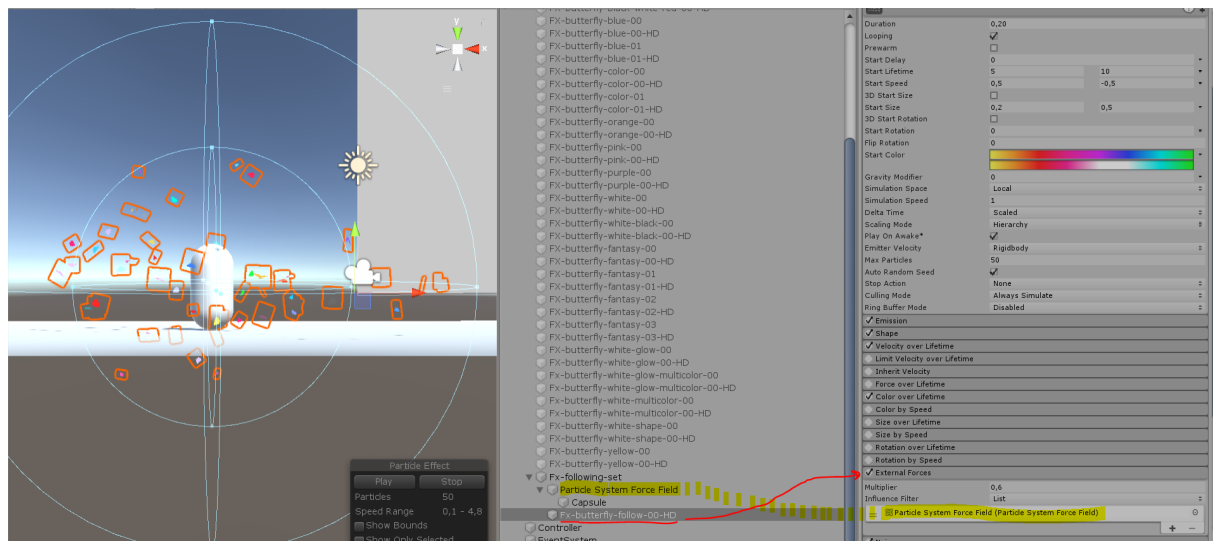 y
x
Particle Effect
Play Stop
Particles 50
Speed Range 0,1 - 4,8
Show Bounds
Show Only Selected
FX-butterfly-blue-00
FX-butterfly-blue-00-HD
FX-butterfly-blue-01
FX-butterfly-blue-01-HD
FX-butterfly-color-00
FX-butterfly-color-00-HD
FX-butterfly-color-01
FX-butterfly-color-01-HD
FX-butterfly-orange-00
FX-butterfly-orange-00-HD
FX-butterfly-pink-00
FX-butterfly-pink-00-HD
FX-butterfly-purple-00
FX-butterfly-purple-00-HD
FX-butterfly-white-00
FX-butterfly-white-00-HD
FX-butterfly-white-black-00
FX-butterfly-white-black-00-HD
FX-butterfly-fantasy-00
FX-butterfly-fantasy-00-HD
FX-butterfly-fantasy-01
FX-butterfly-fantasy-01-HD
FX-butterfly-fantasy-02
FX-butterfly-fantasy-02-HD
FX-butterfly-fantasy-03
FX-butterfly-fantasy-03-HD
FX-butterfly-white-glow-00
FX-butterfly-white-glow-00-HD
Fx-butterfly-white-glow-multicolor-00
Fx-butterfly-white-glow-multicolor-00-HD
Fx-butterfly-white-multicolor-00
Fx-butterfly-white-multicolor-00-HD
FX-butterfly-white-shape-00
FX-butterfly-white-shape-00-HD
FX-butterfly-yellow-00
FX-butterfly-yellow-00-HD
Fx-following-set
Particle System Force Field
Capsule
Fx-butterfly-follow-00-HD
Controller
EventSystem
Duration 0,20
Looping
Prewarm
Start Delay 0
Start Lifetime 5 10
Start Speed 0,5 -0,5
3D Start Size
Start Size 0,2 0,5
3D Start Rotation
Start Rotation 0
Flip Rotation 0
Start Color
Gravity Modifier 0
Simulation Space Local
Simulation Speed 1
Delta Time Scaled
Scaling Mode Hierarchy
Play On Awake*
Emitter Velocity Rigidbody
Max Particles 50
Auto Random Seed
Stop Action None
Culling Mode Always Simulate
Ring Buffer Mode Disabled
Emission
Shape
Velocity over Lifetime
Limit Velocity over Lifetime
Inherit Velocity
Force over Lifetime
Color over Lifetime
Color by Speed
Size over Lifetime
Size by Speed
Rotation over Lifetime
Rotation by Speed
External Forces
Multiplier 0,6
Influence Filter List
Particle System Force Field (Particle System Force Field)